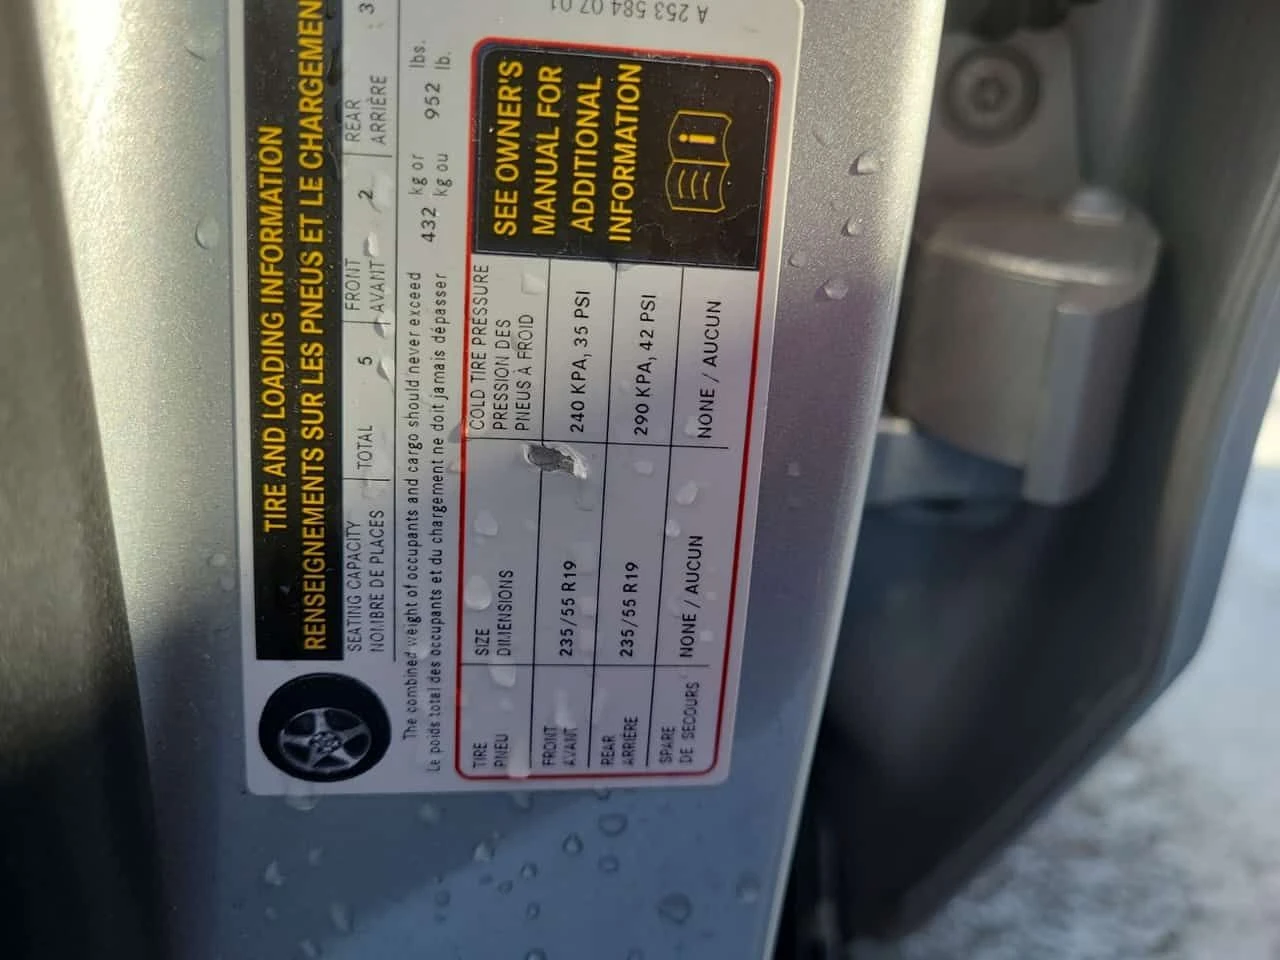 A 253 584 07 01
TIRE AND LOADING INFORMATION
RENSEIGNEMENTS SUR LES PNEUS ET LE CHARGEMEN
SEATING CAPACITY
NOMBRE DE PLACES
TOTAL 5
FRONT
AVANT 2
REAR
ARRIÈRE : 3
The combined weight of occupants and cargo should never exceed 432 kg or 952 lbs.
Le poids total des occupants et du chargement ne doit jamais dépasser kg ou lb.
TIRE
PNEU
SIZE
DIMENSIONS
COLD TIRE PRESSURE
PRESSION DES
PNEUS À FROID
FRONT
AVANT
235/55 R19
240 KPA, 35 PSI
REAR
ARRIÈRE
235/55 R19
290 KPA, 42 PSI
SPARE
DE SECOURS
NONE / AUCUN
NONE / AUCUN
SEE OWNER'S
MANUAL FOR
ADDITIONAL
INFORMATION